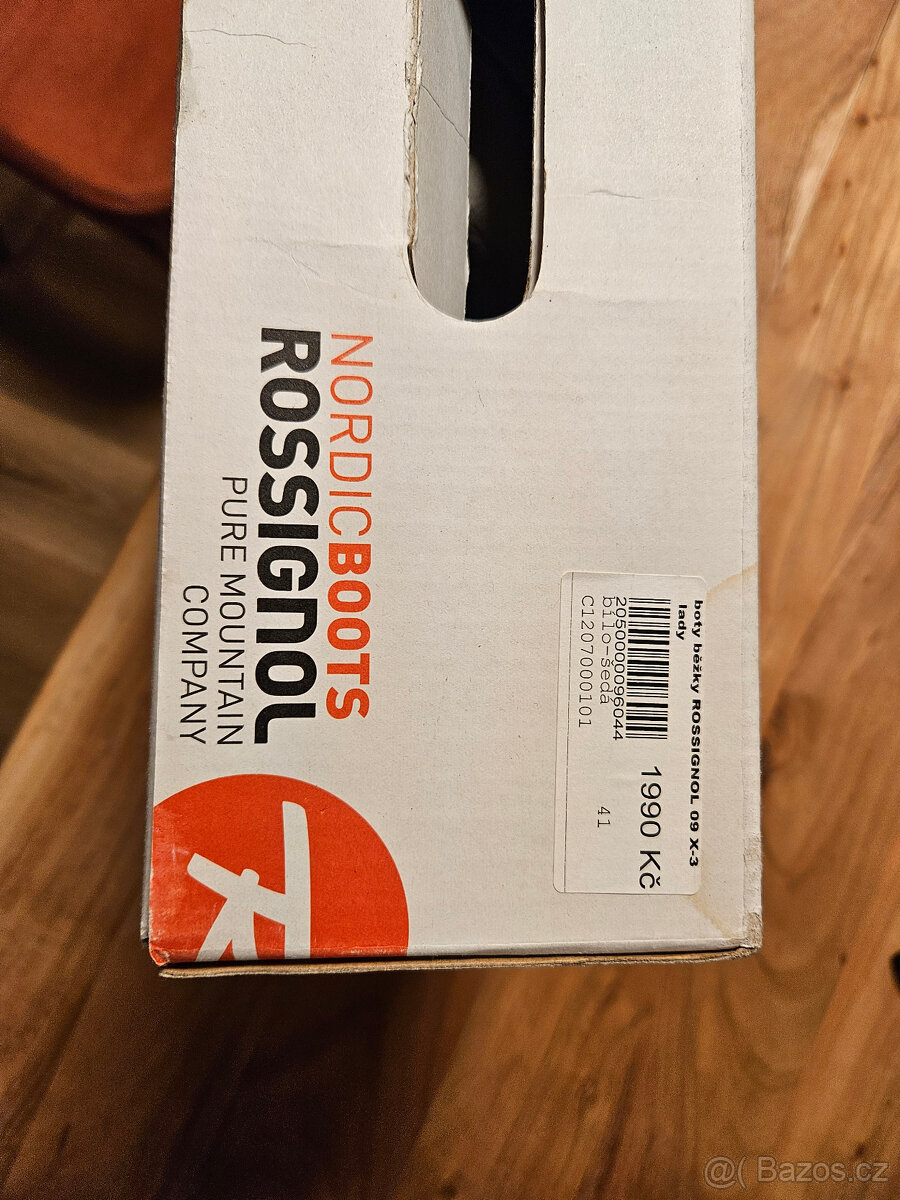 NORDICBOOTS
ROSSIGNOL
PURE MOUNTAIN
COMPANY
boty běžky ROSSIGNOL 09 X-3
lady
1990 Kč
2050000096044
bílo-šedá 41
C1207000101
@( Bazos.cz